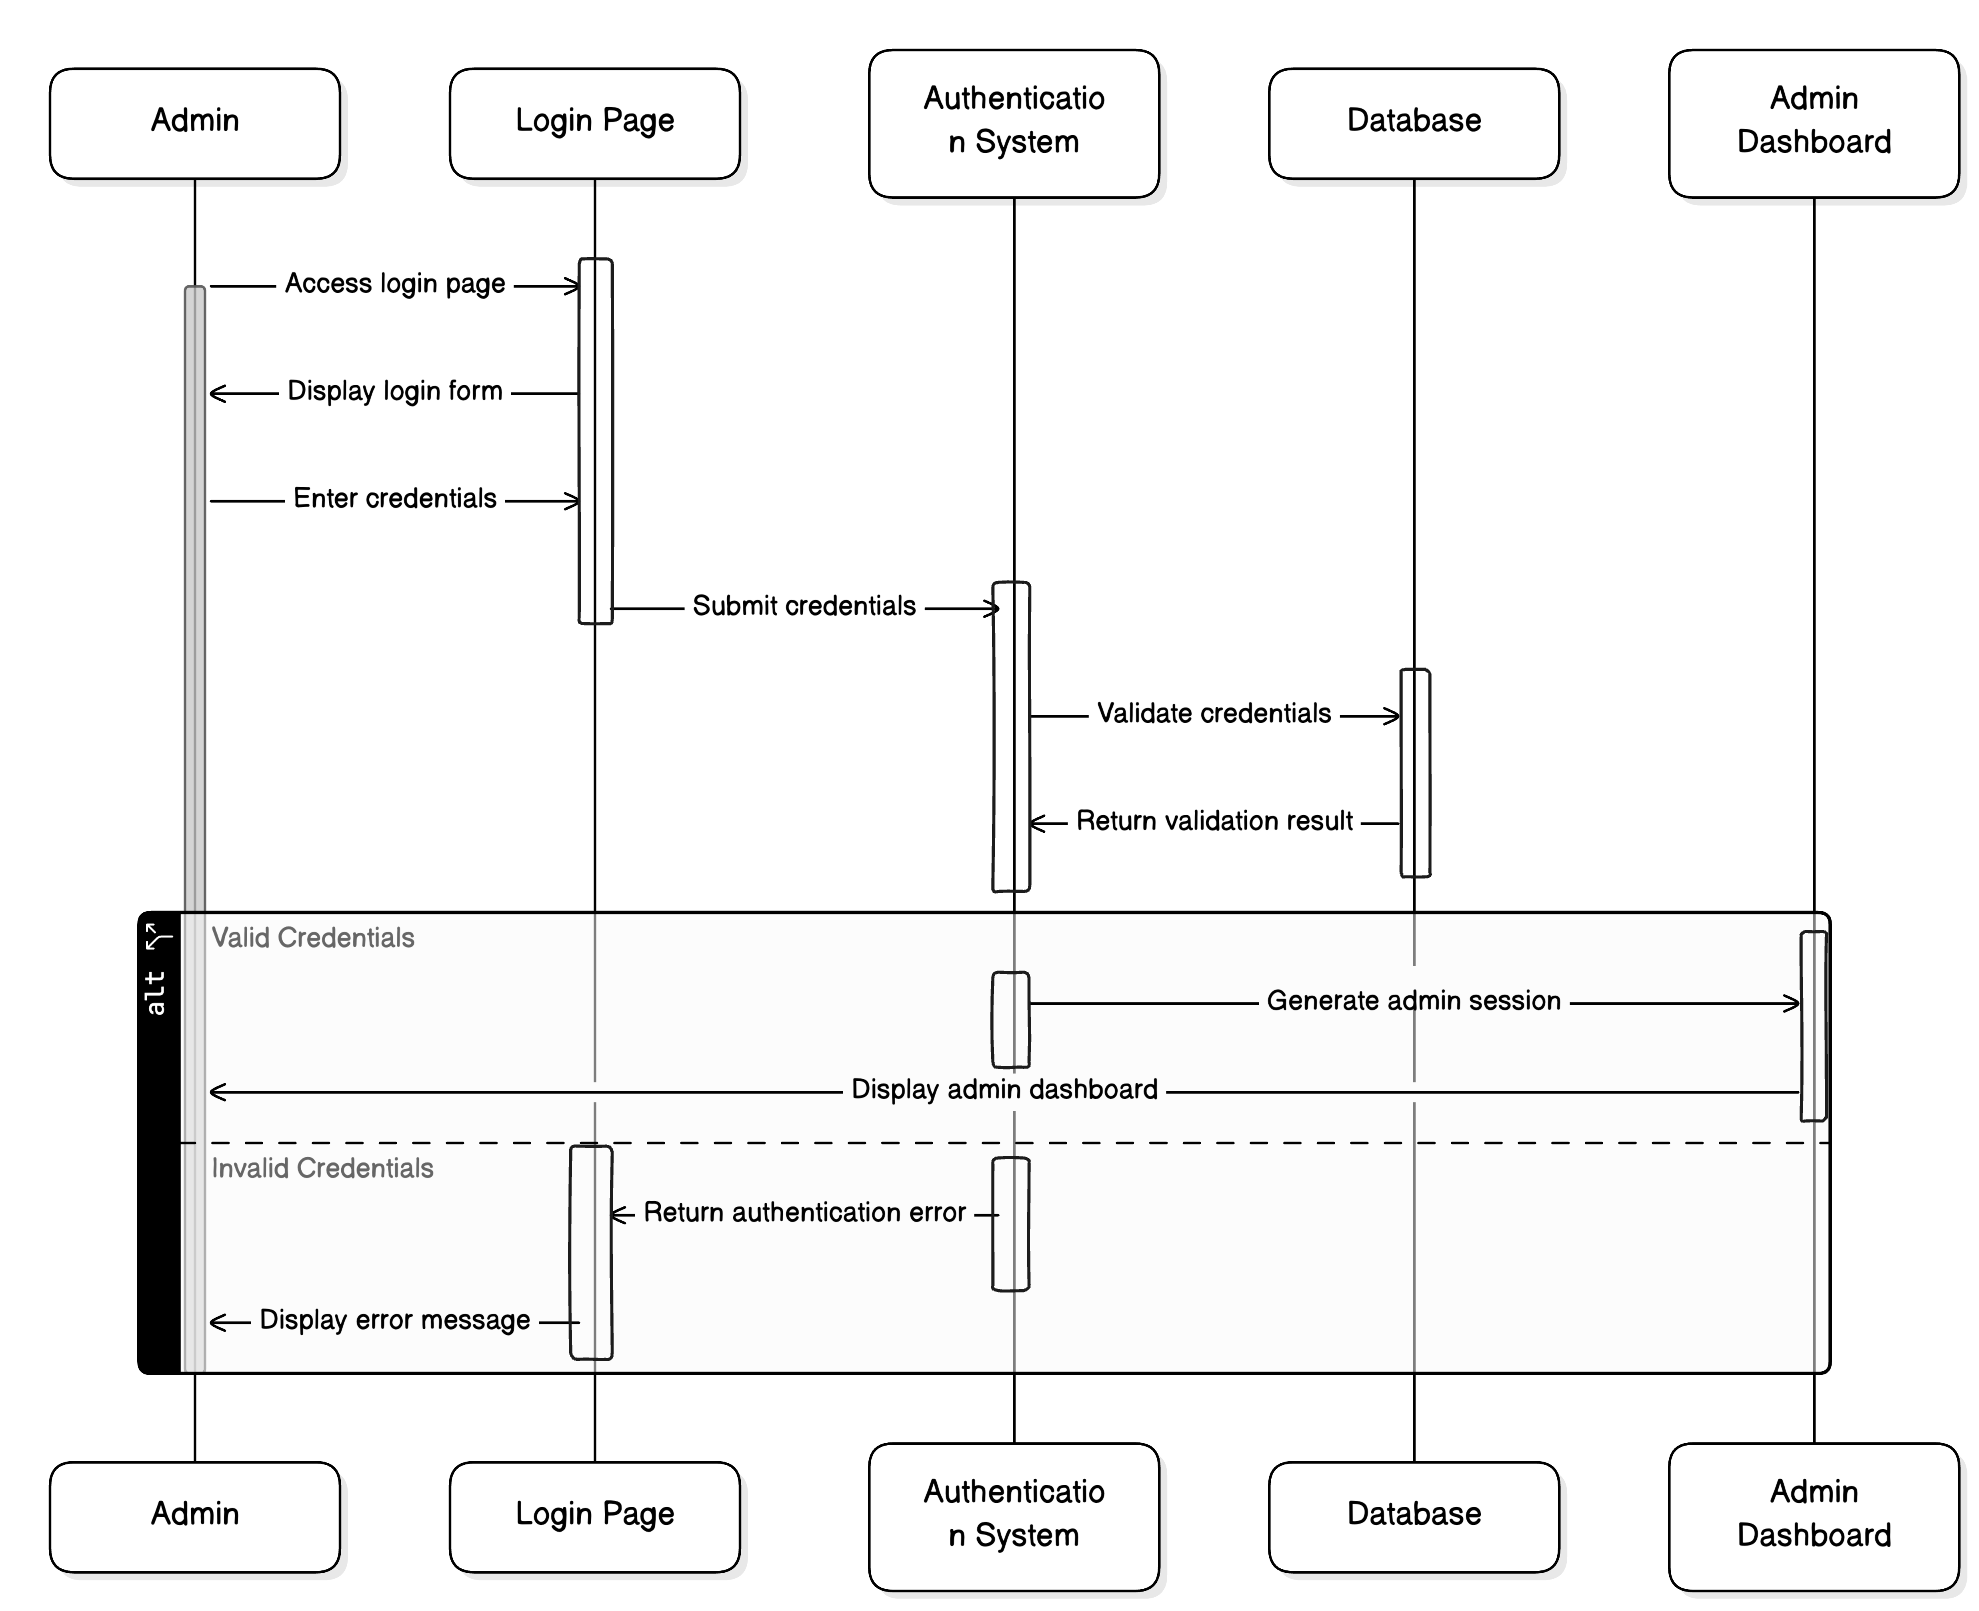 Admin
Login Page
Authenticatio
n System
Database
Admin
Dashboard
Access login page
Display login form
Enter credentials
Submit credentials
Validate credentials
Return validation result
alt
Valid Credentials
Generate admin session
Display admin dashboard
Invalid Credentials
Return authentication error
Display error message
Admin
Login Page
Authenticatio
n System
Database
Admin
Dashboard